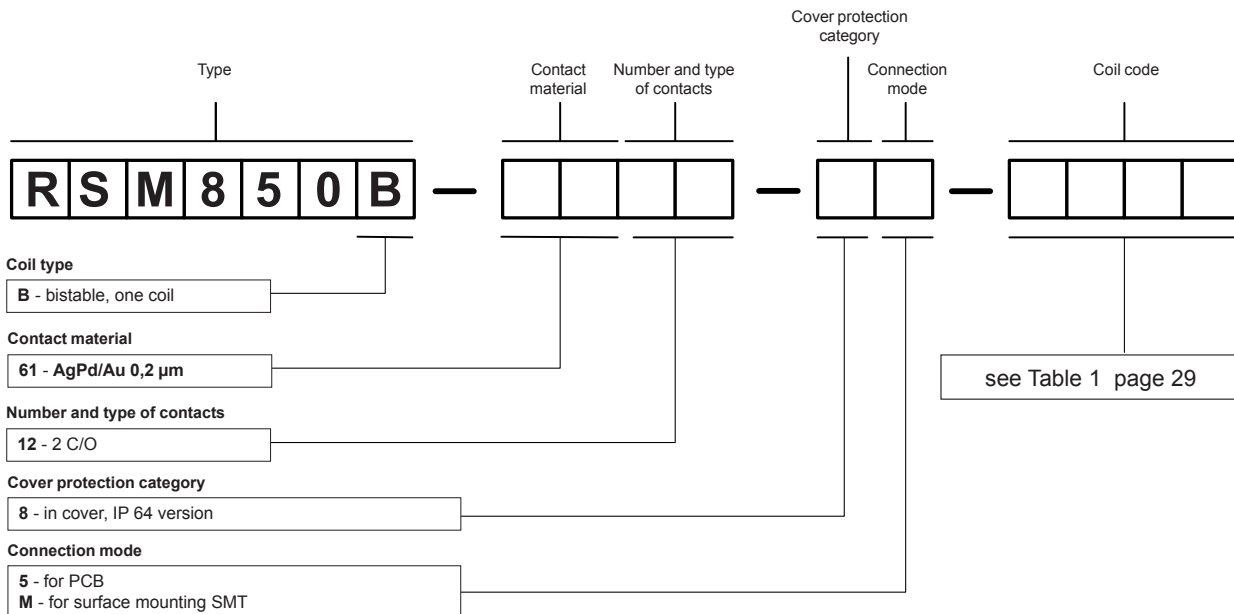 Cover protection
category
Type
Contact
material
Number and type
of contacts
Connection
mode
Coil code
RSM850B — —  —
Coil type
B - bistable, one coil
Contact material
61 - AgPd/Au 0,2 µm
see Table 1 page 29
Number and type of contacts
12 - 2 C/O
Cover protection category
8 - in cover, IP 64 version
Connection mode
5 - for PCB
M - for surface mounting SMT